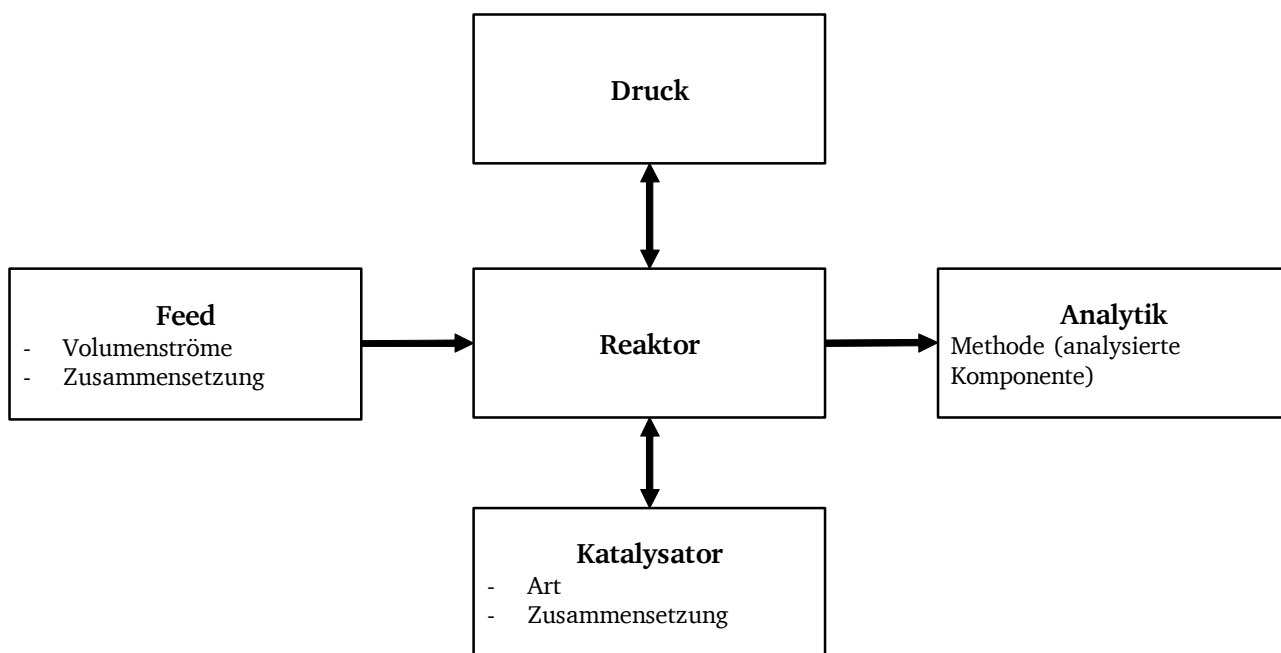 Druck
Feed
- Volumenströme
- Zusammensetzung
Reaktor
Analytik
Methode (analysierte
Komponente)
Katalysator
- Art
- Zusammensetzung